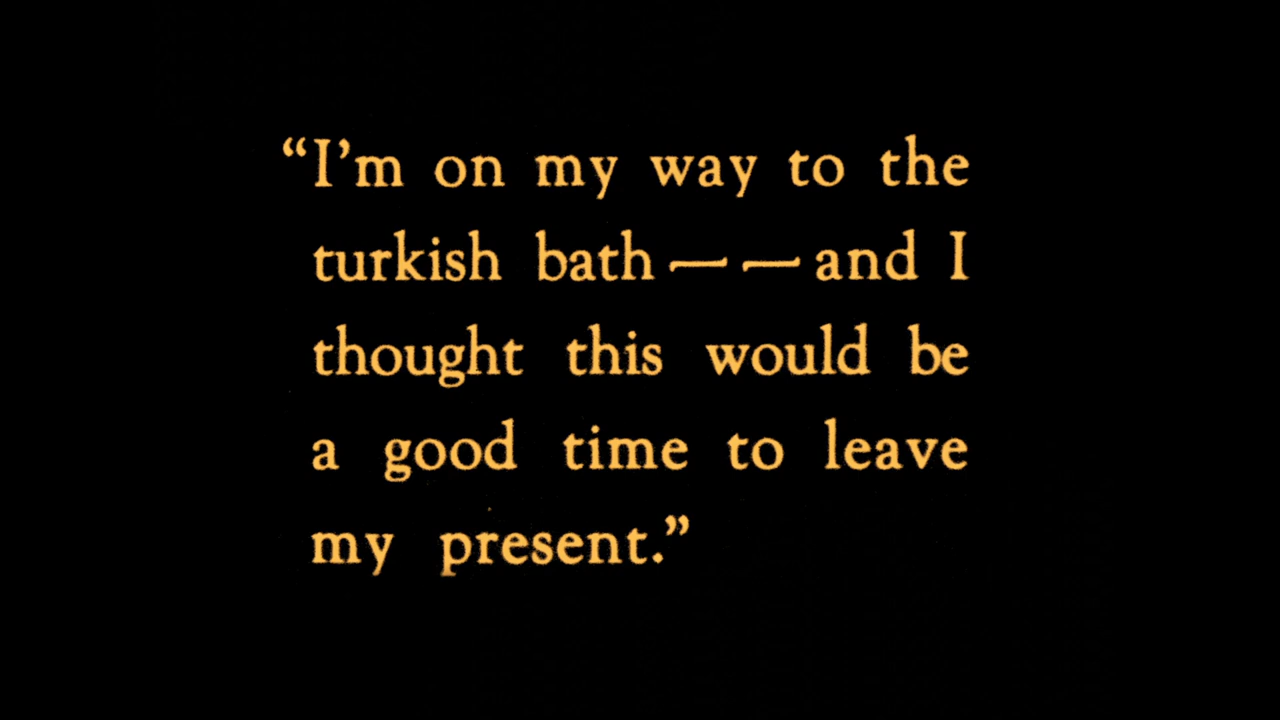 “I’m on my way to the
turkish bath — — and I
thought this would be
a good time to leave
my present.”